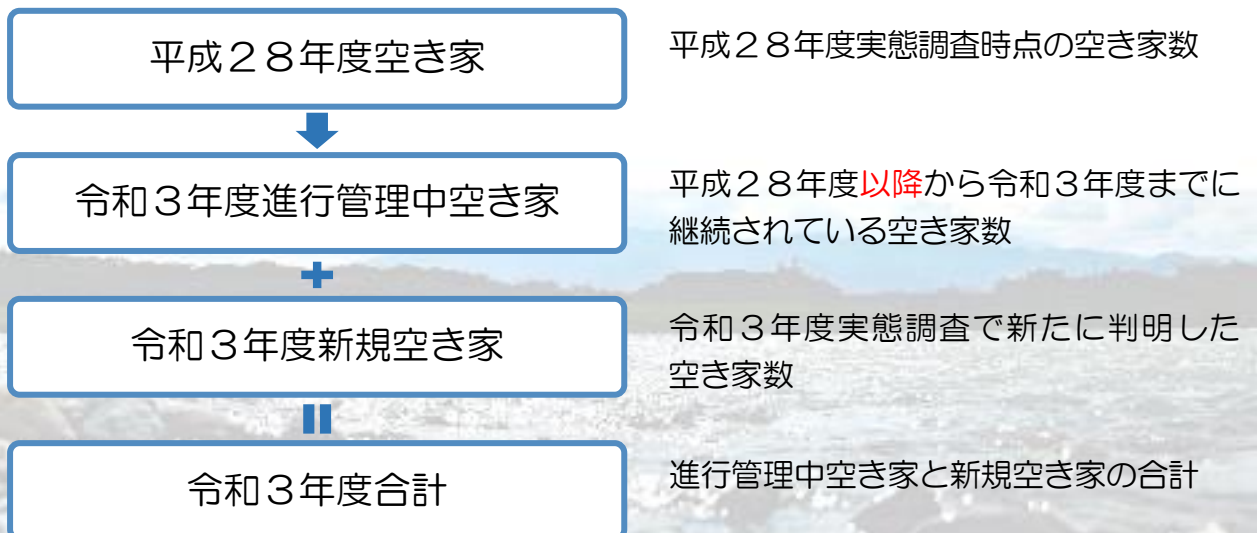 平成２８年度空き家
平成２８年度実態調査時点の空き家数
令和３年度進行管理中空き家
平成２８年度以降から令和３年度までに
継続されている空き家数
令和３年度新規空き家
令和３年度実態調査で新たに判明した
空き家数
令和３年度合計
進行管理中空き家と新規空き家の合計